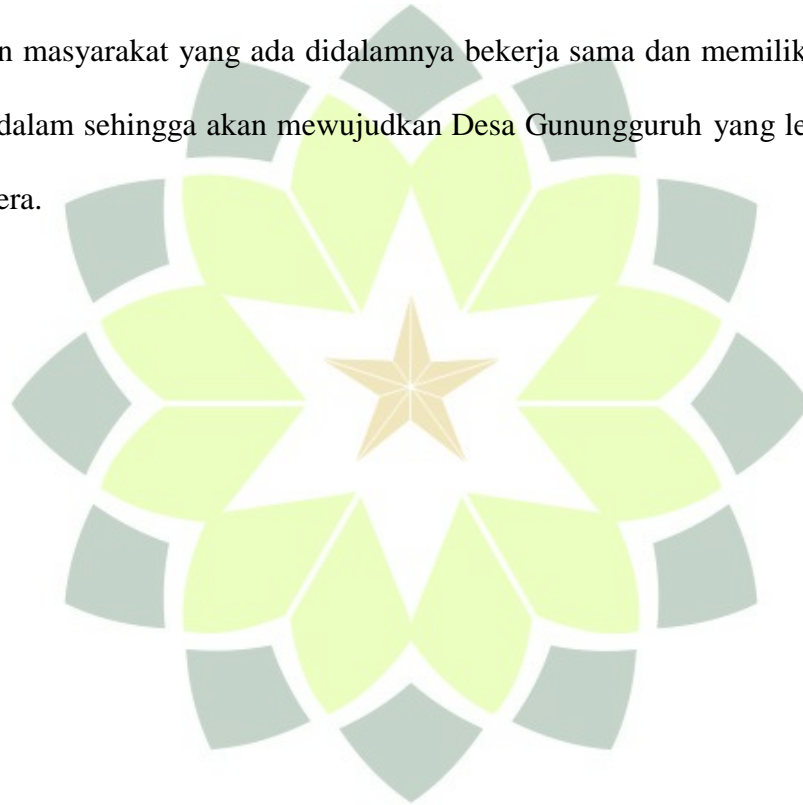 n masyarakat yang ada didalamnya bekerja sama dan memilik
dalam sehingga akan mewujudkan Desa Gunungguruh yang le
era.